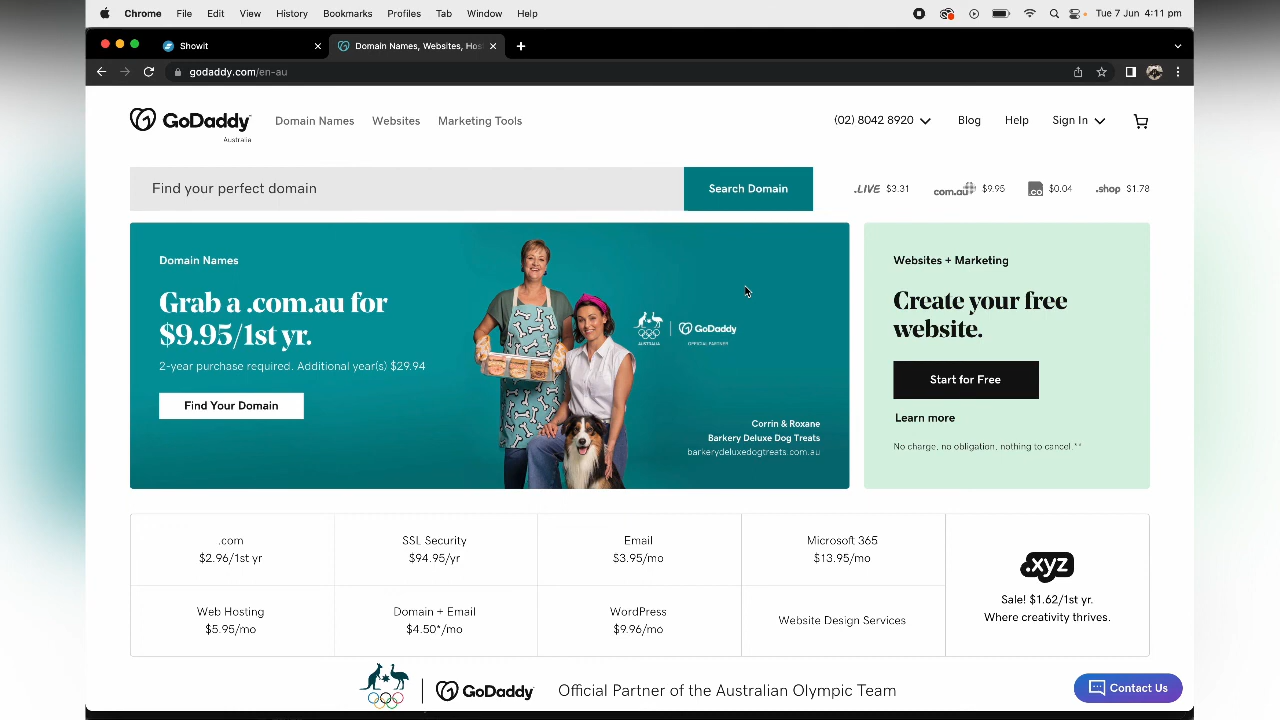 Chrome File Edit View History Bookmarks Profiles Tab Window Help Tue 7 Jun 4:11 pm
Showit Domain Names, Websites, Hos
godaddy.com/en-au
GoDaddy Domain Names Websites Marketing Tools (02) 8042 8920 Blog Help Sign In
Australia
Find your perfect domain Search Domain .LIVE $3.31 com.au $9.95 .co $0.04 .shop $1.78
Domain Names
Grab a .com.au for
$9.95/1st yr.
2-year purchase required. Additional year(s) $29.94
Find Your Domain
AUSTRALIA GoDaddy
OFFICIAL PARTNER
Corrin & Roxane
Barkery Deluxe Dog Treats
barkerydeluxedogtreats.com.au
Websites + Marketing
Create your free
website.
Start for Free
Learn more
No charge, no obligation, nothing to cancel.**
.com
$2.96/1st yr
SSL Security
$94.95/yr
Email
$3.95/mo
Microsoft 365
$13.95/mo
Web Hosting
$5.95/mo
Domain + Email
$4.50*/mo
WordPress
$9.96/mo
Website Design Services
.xyz
Sale! $1.62/1st yr.
Where creativity thrives.
GoDaddy Official Partner of the Australian Olympic Team
Contact Us